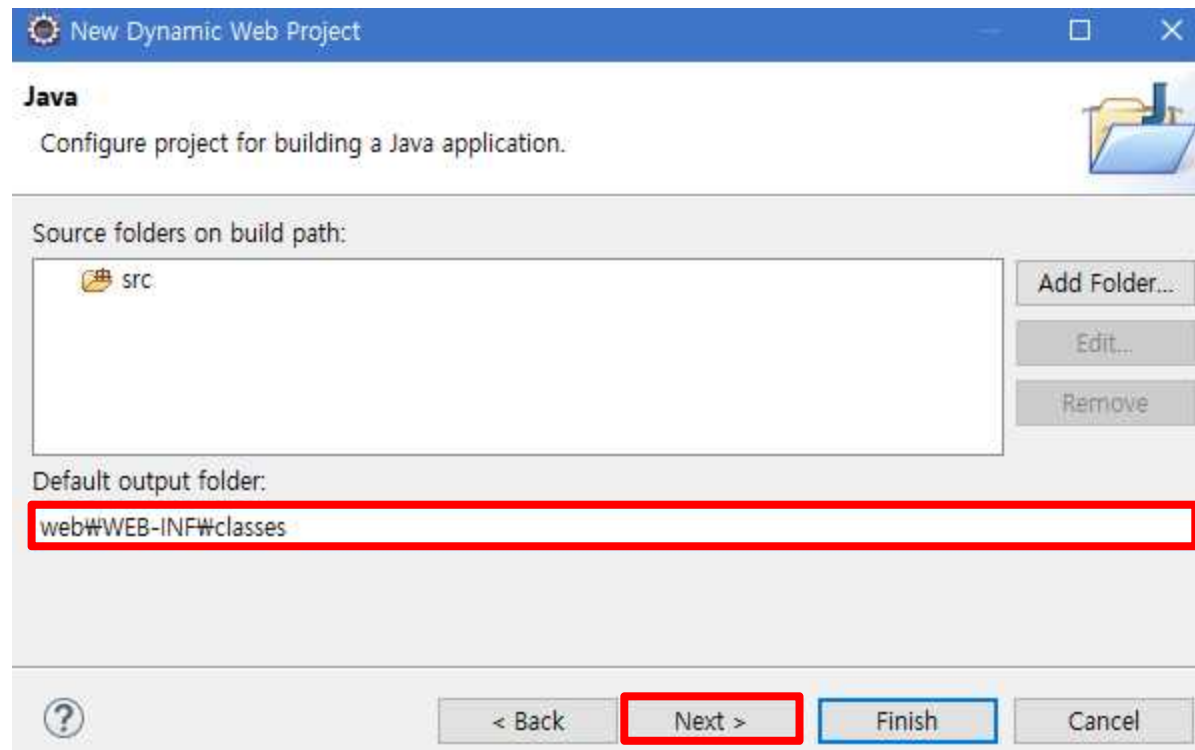 New Dynamic Web Project
Java
Configure project for building a Java application.
Source folders on build path:
src
Add Folder...
Edit...
Remove
Default output folder:
web₩WEB-INF₩classes
?
< Back
Next >
Finish
Cancel